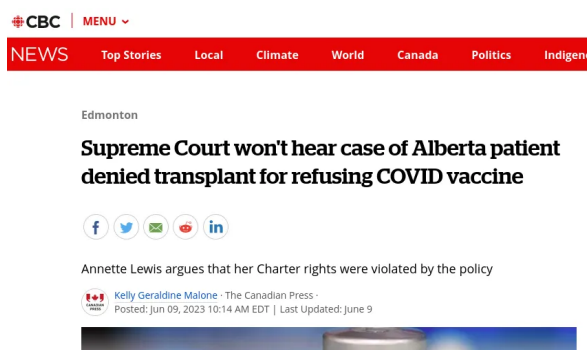 CBC MENU
NEWS Top Stories Local Climate World Canada Politics
Edmonton
Supreme Court won't hear case of Alberta patient
denied transplant for refusing COVID vaccine
Annette Lewis argues that her Charter rights were violated by the policy
Kelly Geraldine Malone · The Canadian Press ·
Posted: Jun 09, 2023 10:14 AM EDT | Last Updated: June 9